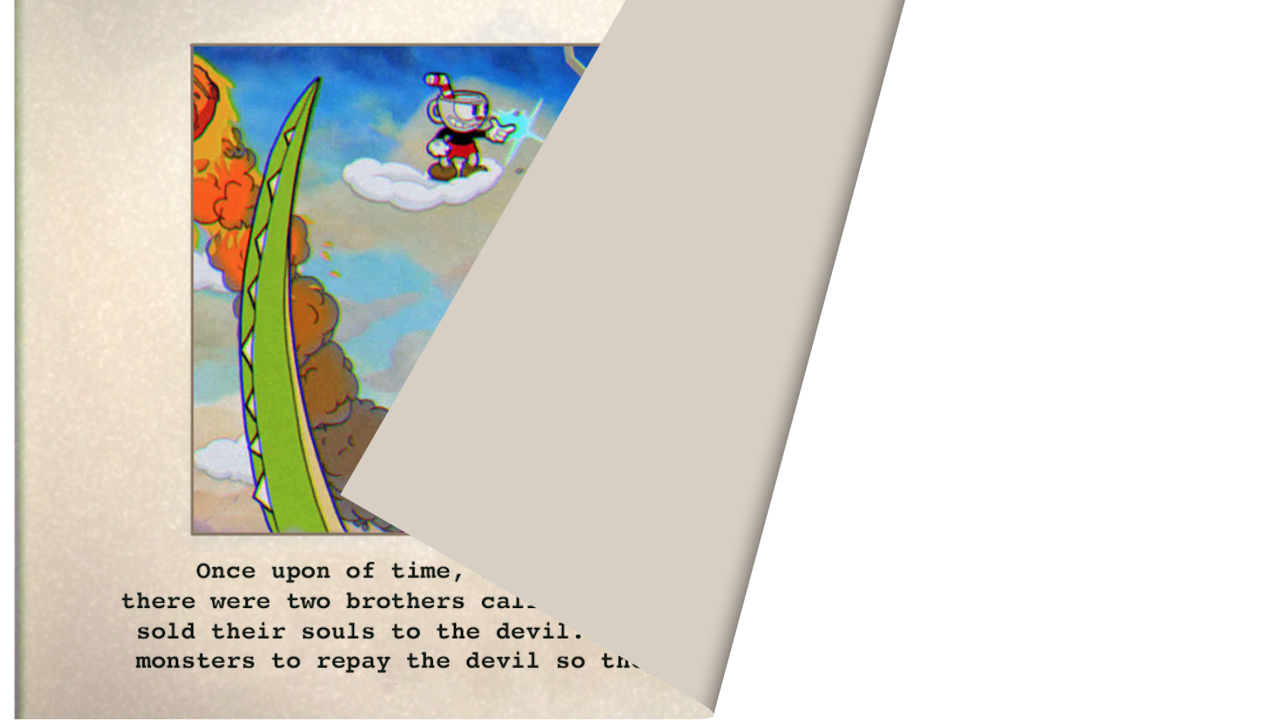 Once upon of time,
there were two brothers
sold their souls to the devil.
monsters to repay the devil so